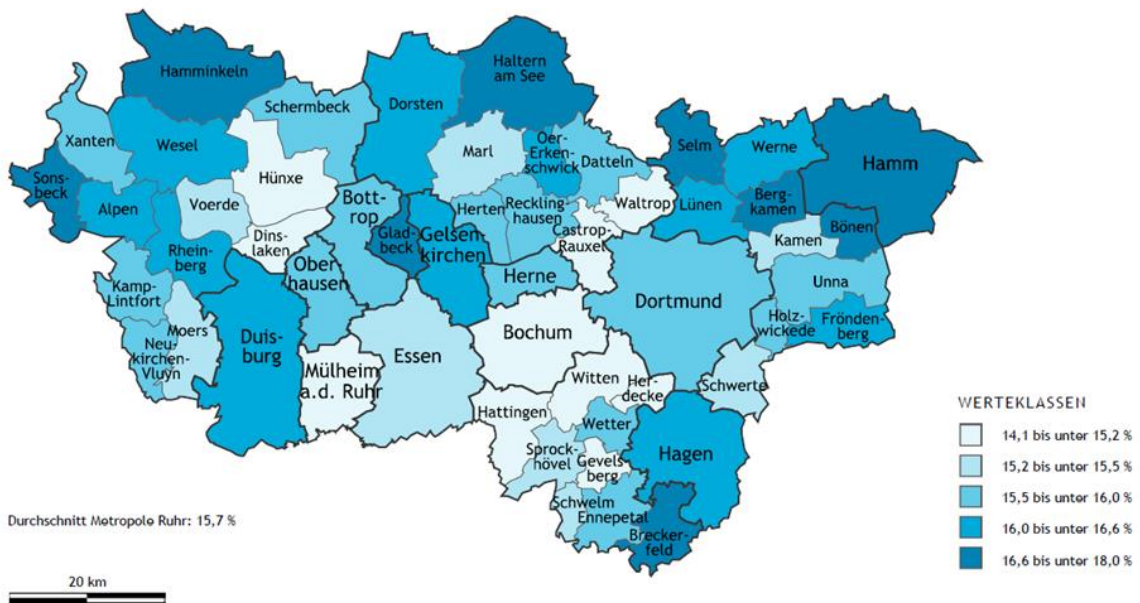 Hamminkeln
Haltern
am See
Schermbeck
Dorsten
Xanten
Wesel
Marl
Oer-
Erken-
schwick
Datteln
Selm
Werne
Hamm
Sons-
beck
Hünxe
Alpen
Voerde
Bott-
rop
Herten
Reckling
hausen
Waltrop
Lünen
Berg-
kamen
Glad-
beck
Gelsen
kirchen
Castrop-
Rauxel
Kamen
Bönen
Dins-
laken
Rhein-
berg
Ober
hausen
Herne
Dortmund
Unna
Kamp-
Lintfort
Holz-
wickede
Frönden-
berg
Moers
Duis-
burg
Bochum
Neu-
kirchen-
Vluyn
Essen
Mülheim
a.d. Ruhr
Witten
Her-
decke
Schwerte
Hattingen
Wetter
Hagen
Sprock-
hövel
Gevels-
berg
Schwelm
Ennepetal
Brecker-
feld
WERTEKLASSEN
14,1 bis unter 15,2 %
15,2 bis unter 15,5 %
15,5 bis unter 16,0 %
16,0 bis unter 16,6 %
16,6 bis unter 18,0 %
Durchschnitt Metropole Ruhr: 15,7 %
20 km